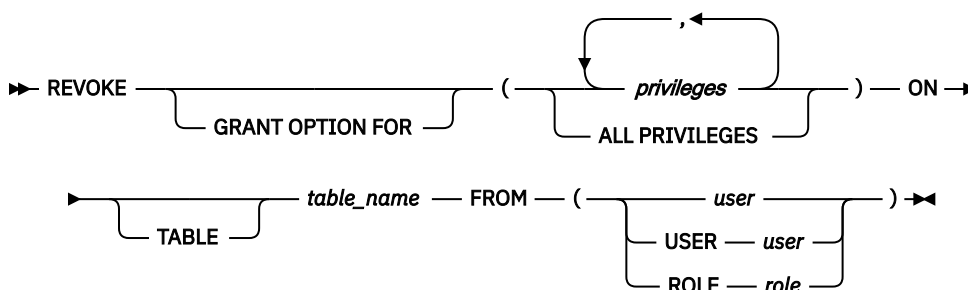 ,
REVOKE ( privileges ) ON
GRANT OPTION FOR
ALL PRIVILEGES
table_name FROM ( user )
TABLE
USER user
ROLE role